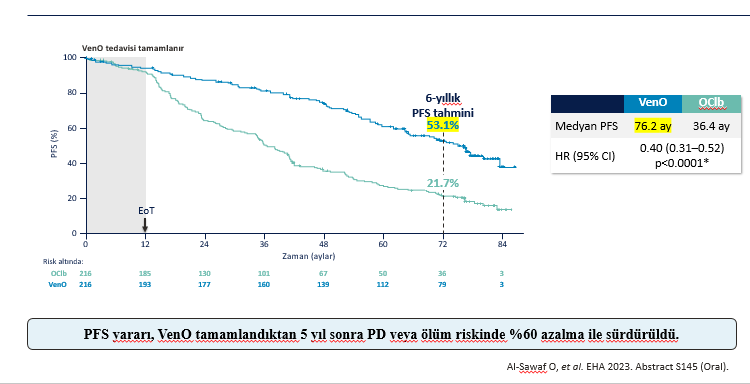 VenO tedavisi tamamlanır
100
80
60
40
20
0
PFS (%)
EoT
6-yıllık
PFS tahmini
53.1%
21.7%
0 12 24 36 48 60 72 84
Zaman (aylar)
Risk altında:
OClb 216 185 130 101 67 50 36 3
VenO 216 193 177 160 139 112 79 3
VenO OClb
Medyan PFS 76.2 ay 36.4 ay
HR (95% CI) 0.40 (0.31–0.52)
p<0.0001*
PFS yararı, VenO tamamlandıktan 5 yıl sonra PD veya ölüm riskinde %60 azalma ile sürdürüldü.
Al-Sawaf O, et al. EHA 2023. Abstract S145 (Oral).